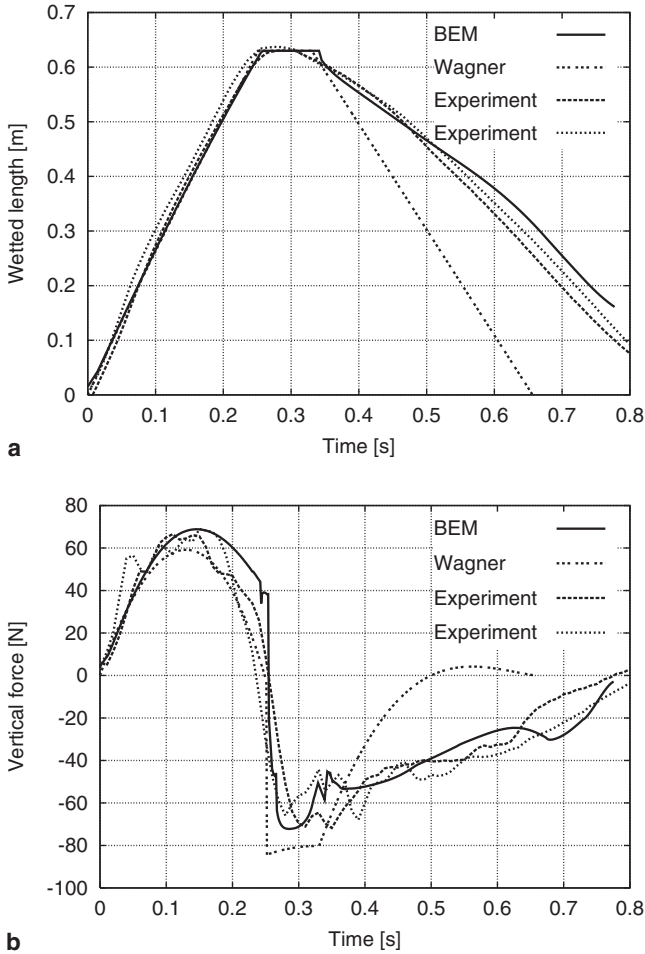 0.7
0.6
0.5
0.4
0.3
0.2
0.1
0
Wetted length [m]
BEM
Wagner
Experiment
Experiment
0 0.1 0.2 0.3 0.4 0.5 0.6 0.7 0.8
Time [s]
a
80
60
40
20
0
-20
-40
-60
-80
-100
Vertical force [N]
BEM
Wagner
Experiment
Experiment
0 0.1 0.2 0.3 0.4 0.5 0.6 0.7 0.8
Time [s]
b